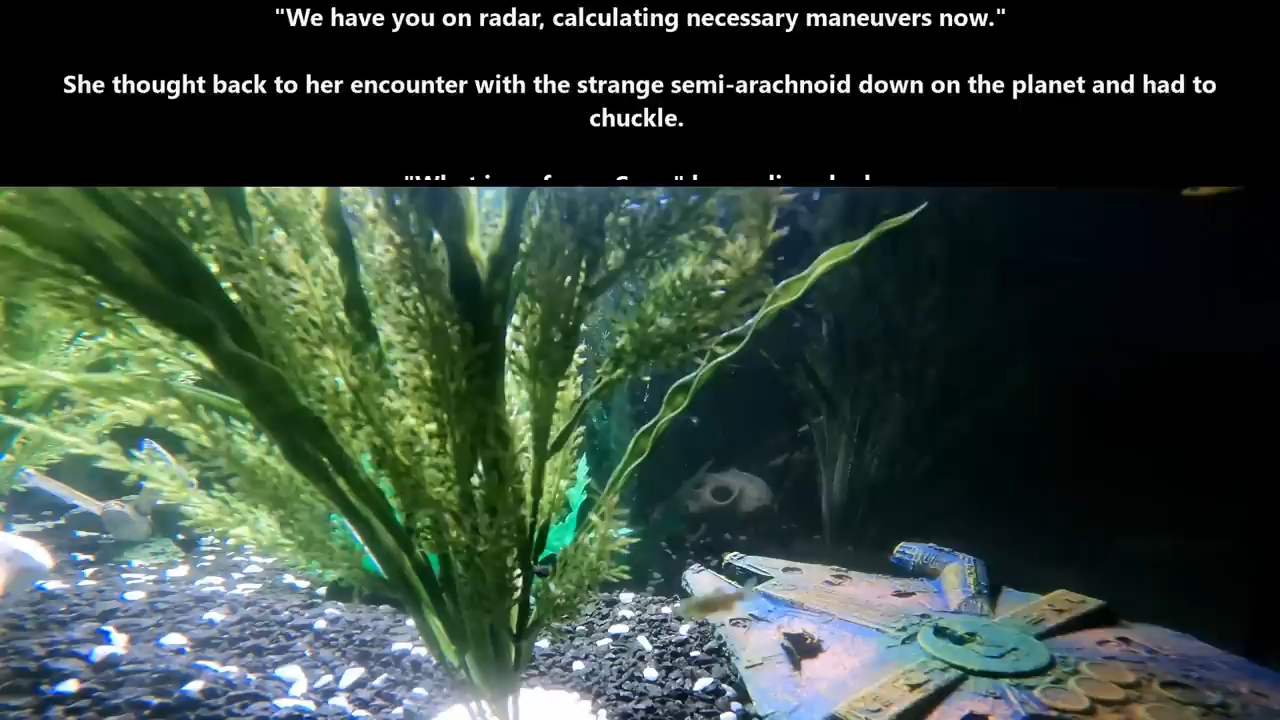 "We have you on radar, calculating necessary maneuvers now."
She thought back to her encounter with the strange semi-arachnoid down on the planet and had to
chuckle.